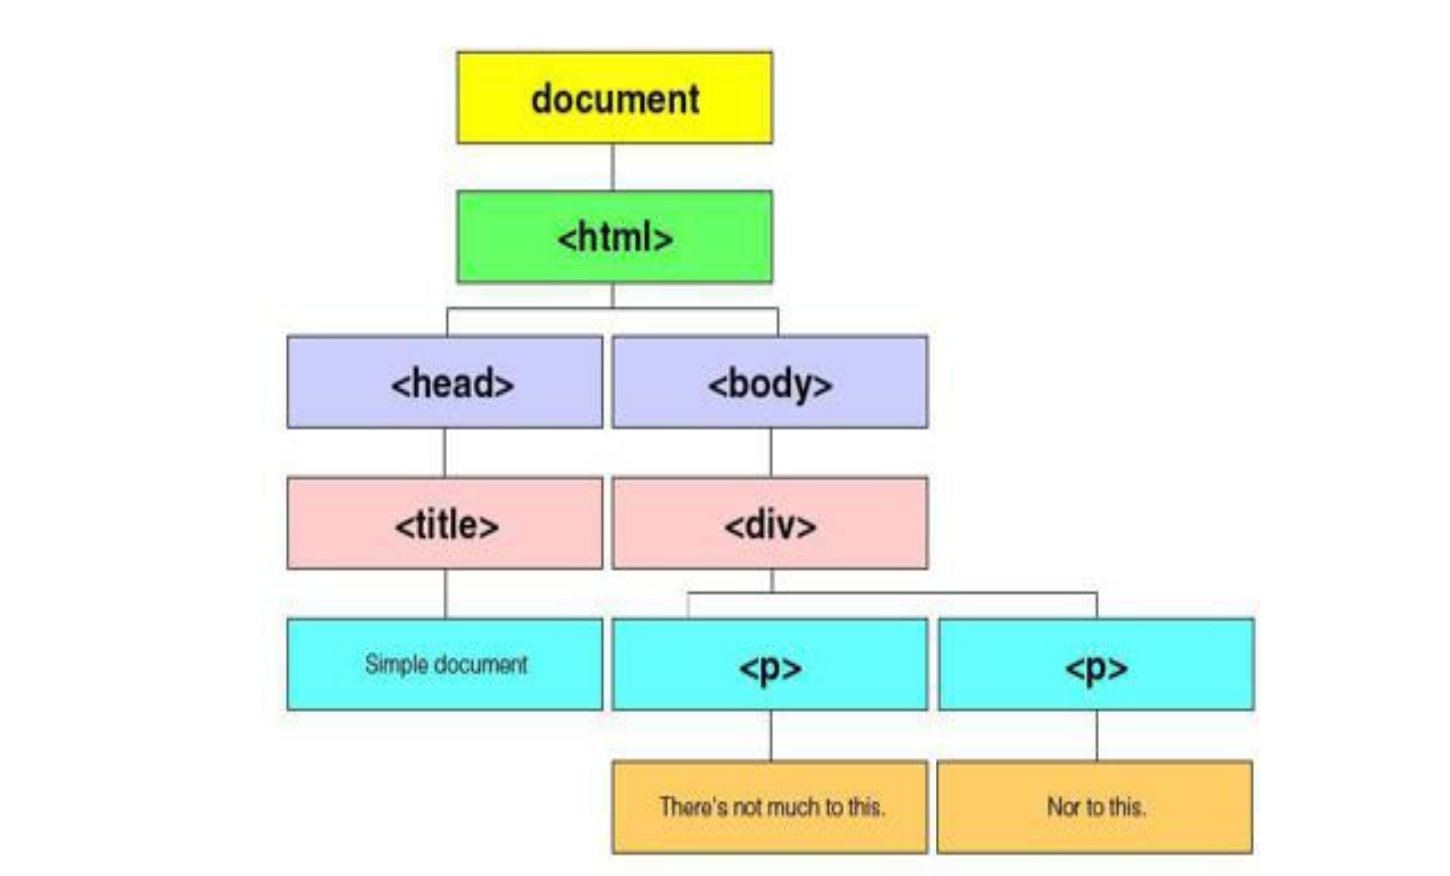 document
<html>
<head> <body>
<title> <div>
Simple document <p> <p>
There's not much to this. Nor to this.